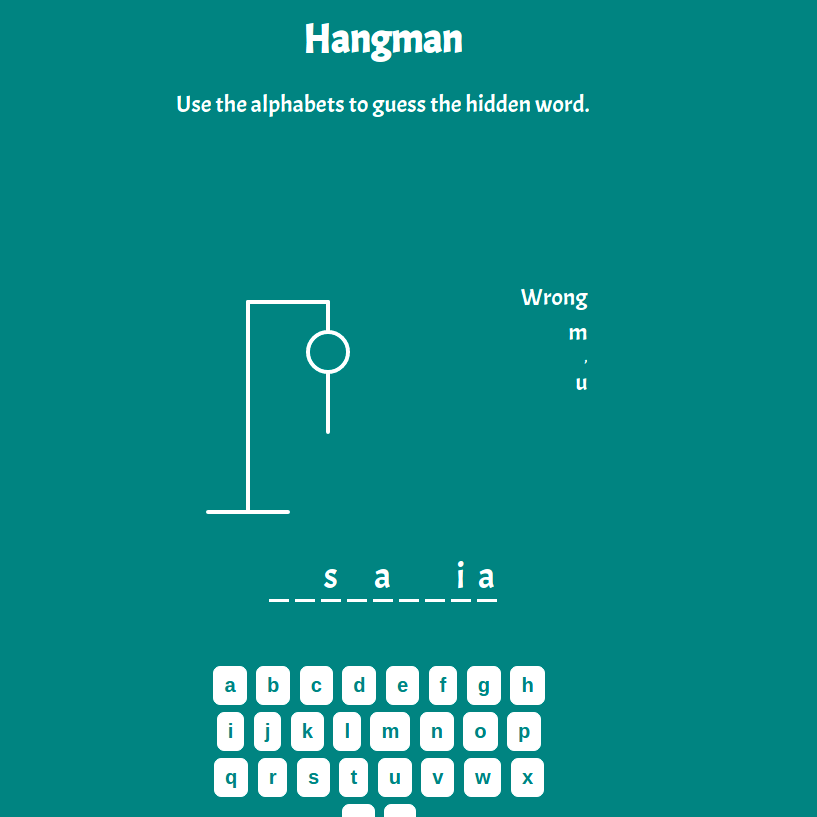 Hangman
Use the alphabets to guess the hidden word.
Wrong
m
,
u
_ _ s _ a _ _ i a
a b c d e f g h
i j k l m n o p
q r s t u v w x